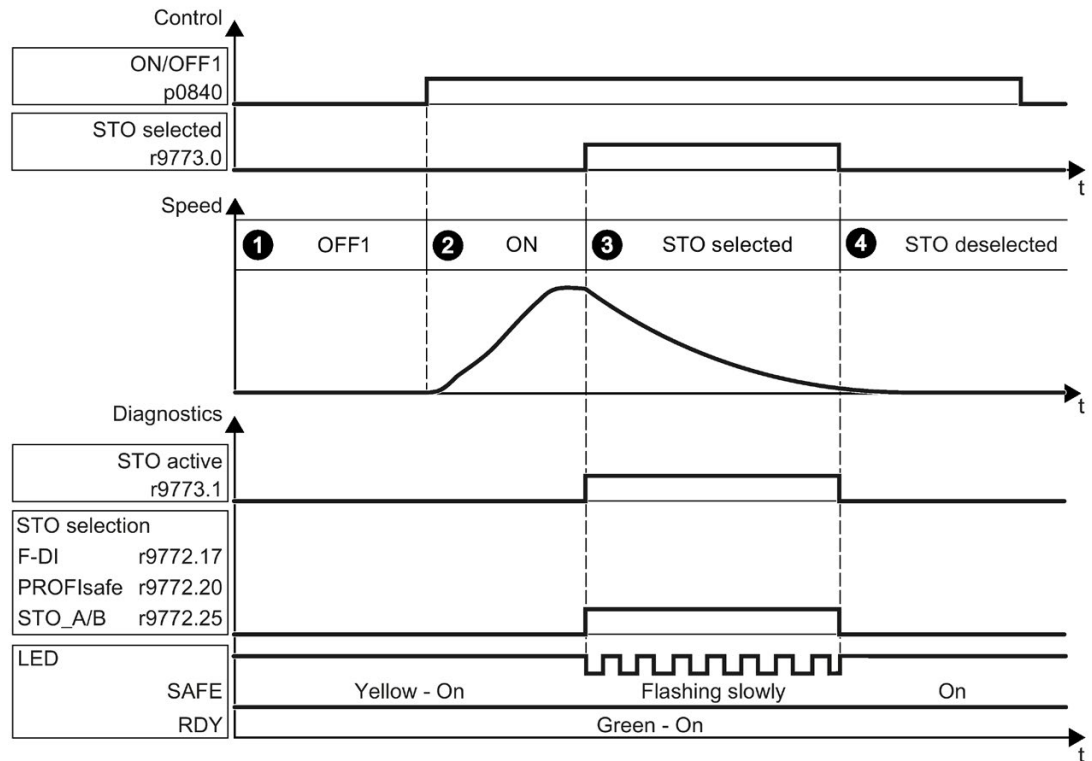 Control
ON/OFF1
p0840
STO selected
r9773.0
t
Speed
1 OFF1 2 ON 3 STO selected 4 STO deselected
t
Diagnostics
STO active
r9773.1
STO selection
F-DI r9772.17
PROFIsafe r9772.20
STO_A/B r9772.25
LED
SAFE Yellow - On Flashing slowly On
RDY Green - On
t